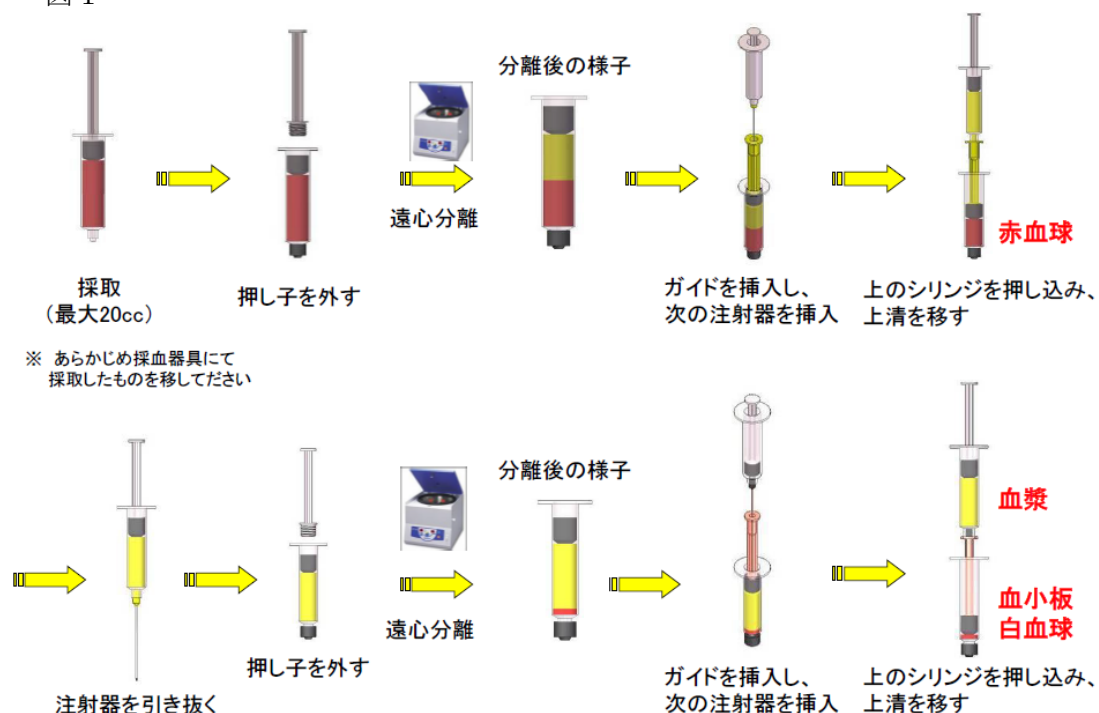 図1
分離後の様子
遠心分離
採取
（最大20cc）
押し子を外す
ガイドを挿入し、
次の注射器を挿入
赤血球
上のシリンジを押し込み、
上清を移す
※ あらかじめ採血器具にて
採取したものを移してださい
分離後の様子
遠心分離
注射器を引き抜く
押し子を外す
ガイドを挿入し、
次の注射器を挿入
血漿
血小板
白血球
上のシリンジを押し込み、
上清を移す